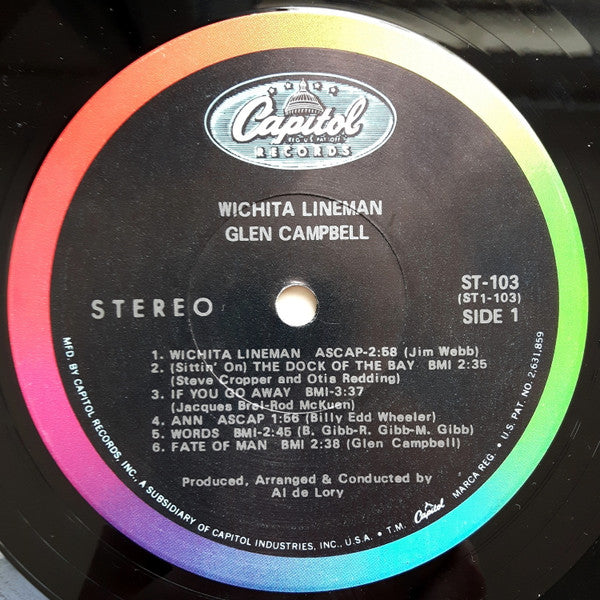 Capitol
REG. U.S. PAT. OFF.
RECORDS
WICHITA LINEMAN
GLEN CAMPBELL
STEREO
ST-103
(ST1-103)
SIDE 1
1. WICHITA LINEMAN ASCAP-2:58 (Jim Webb)
2. (Sittin' On) THE DOCK OF THE BAY BMI 2:35
(Steve Cropper and Otis Redding)
3. IF YOU GO AWAY BMI-3:37
(Jacques Brel-Rod McKuen)
4. ANN ASCAP 1:56 (Billy Edd Wheeler)
5. WORDS BMI-2:45 (B. Gibb-R. Gibb-M. Gibb)
6. FATE OF MAN BMI 2:38 (Glen Campbell)
Produced, Arranged & Conducted by
Al de Lory
MFD. BY CAPITOL RECORDS, INC., A SUBSIDIARY OF CAPITOL INDUSTRIES, INC., U.S.A. • T.M. Capitol MARCA REG. • U.S. PAT. NO. 2,631,859